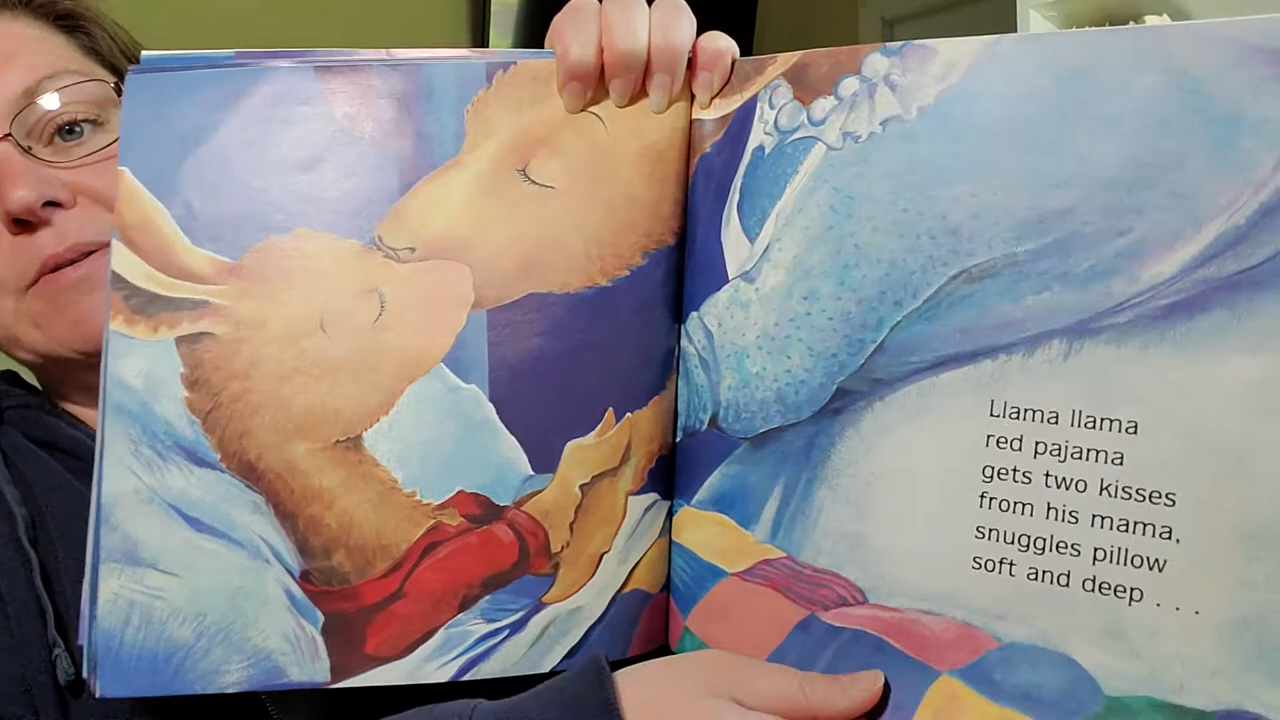 Llama llama
red pajama
gets two kisses
from his mama,
snuggles pillow
soft and deep . . .